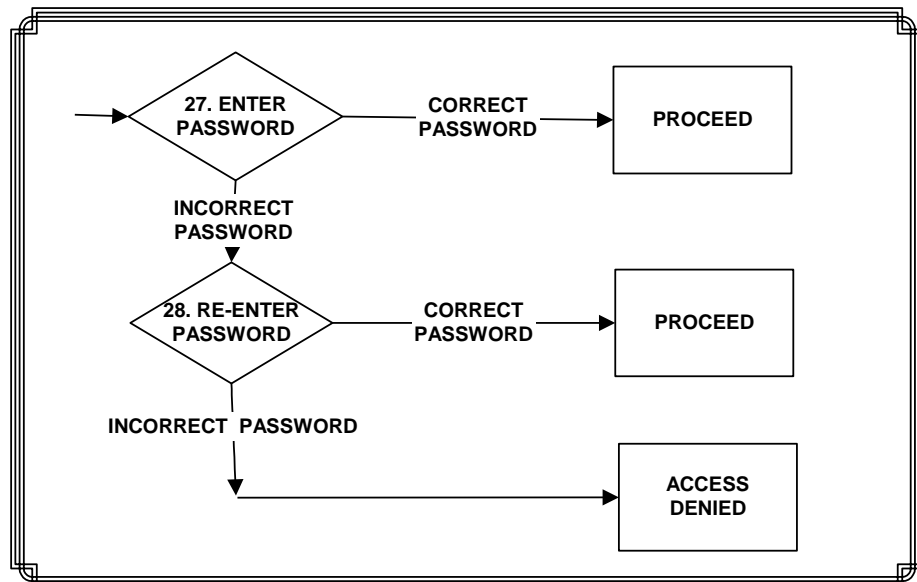 27. ENTER
PASSWORD
CORRECT
PASSWORD
PROCEED
INCORRECT
PASSWORD
28. RE-ENTER
PASSWORD
CORRECT
PASSWORD
PROCEED
INCORRECT PASSWORD
ACCESS
DENIED